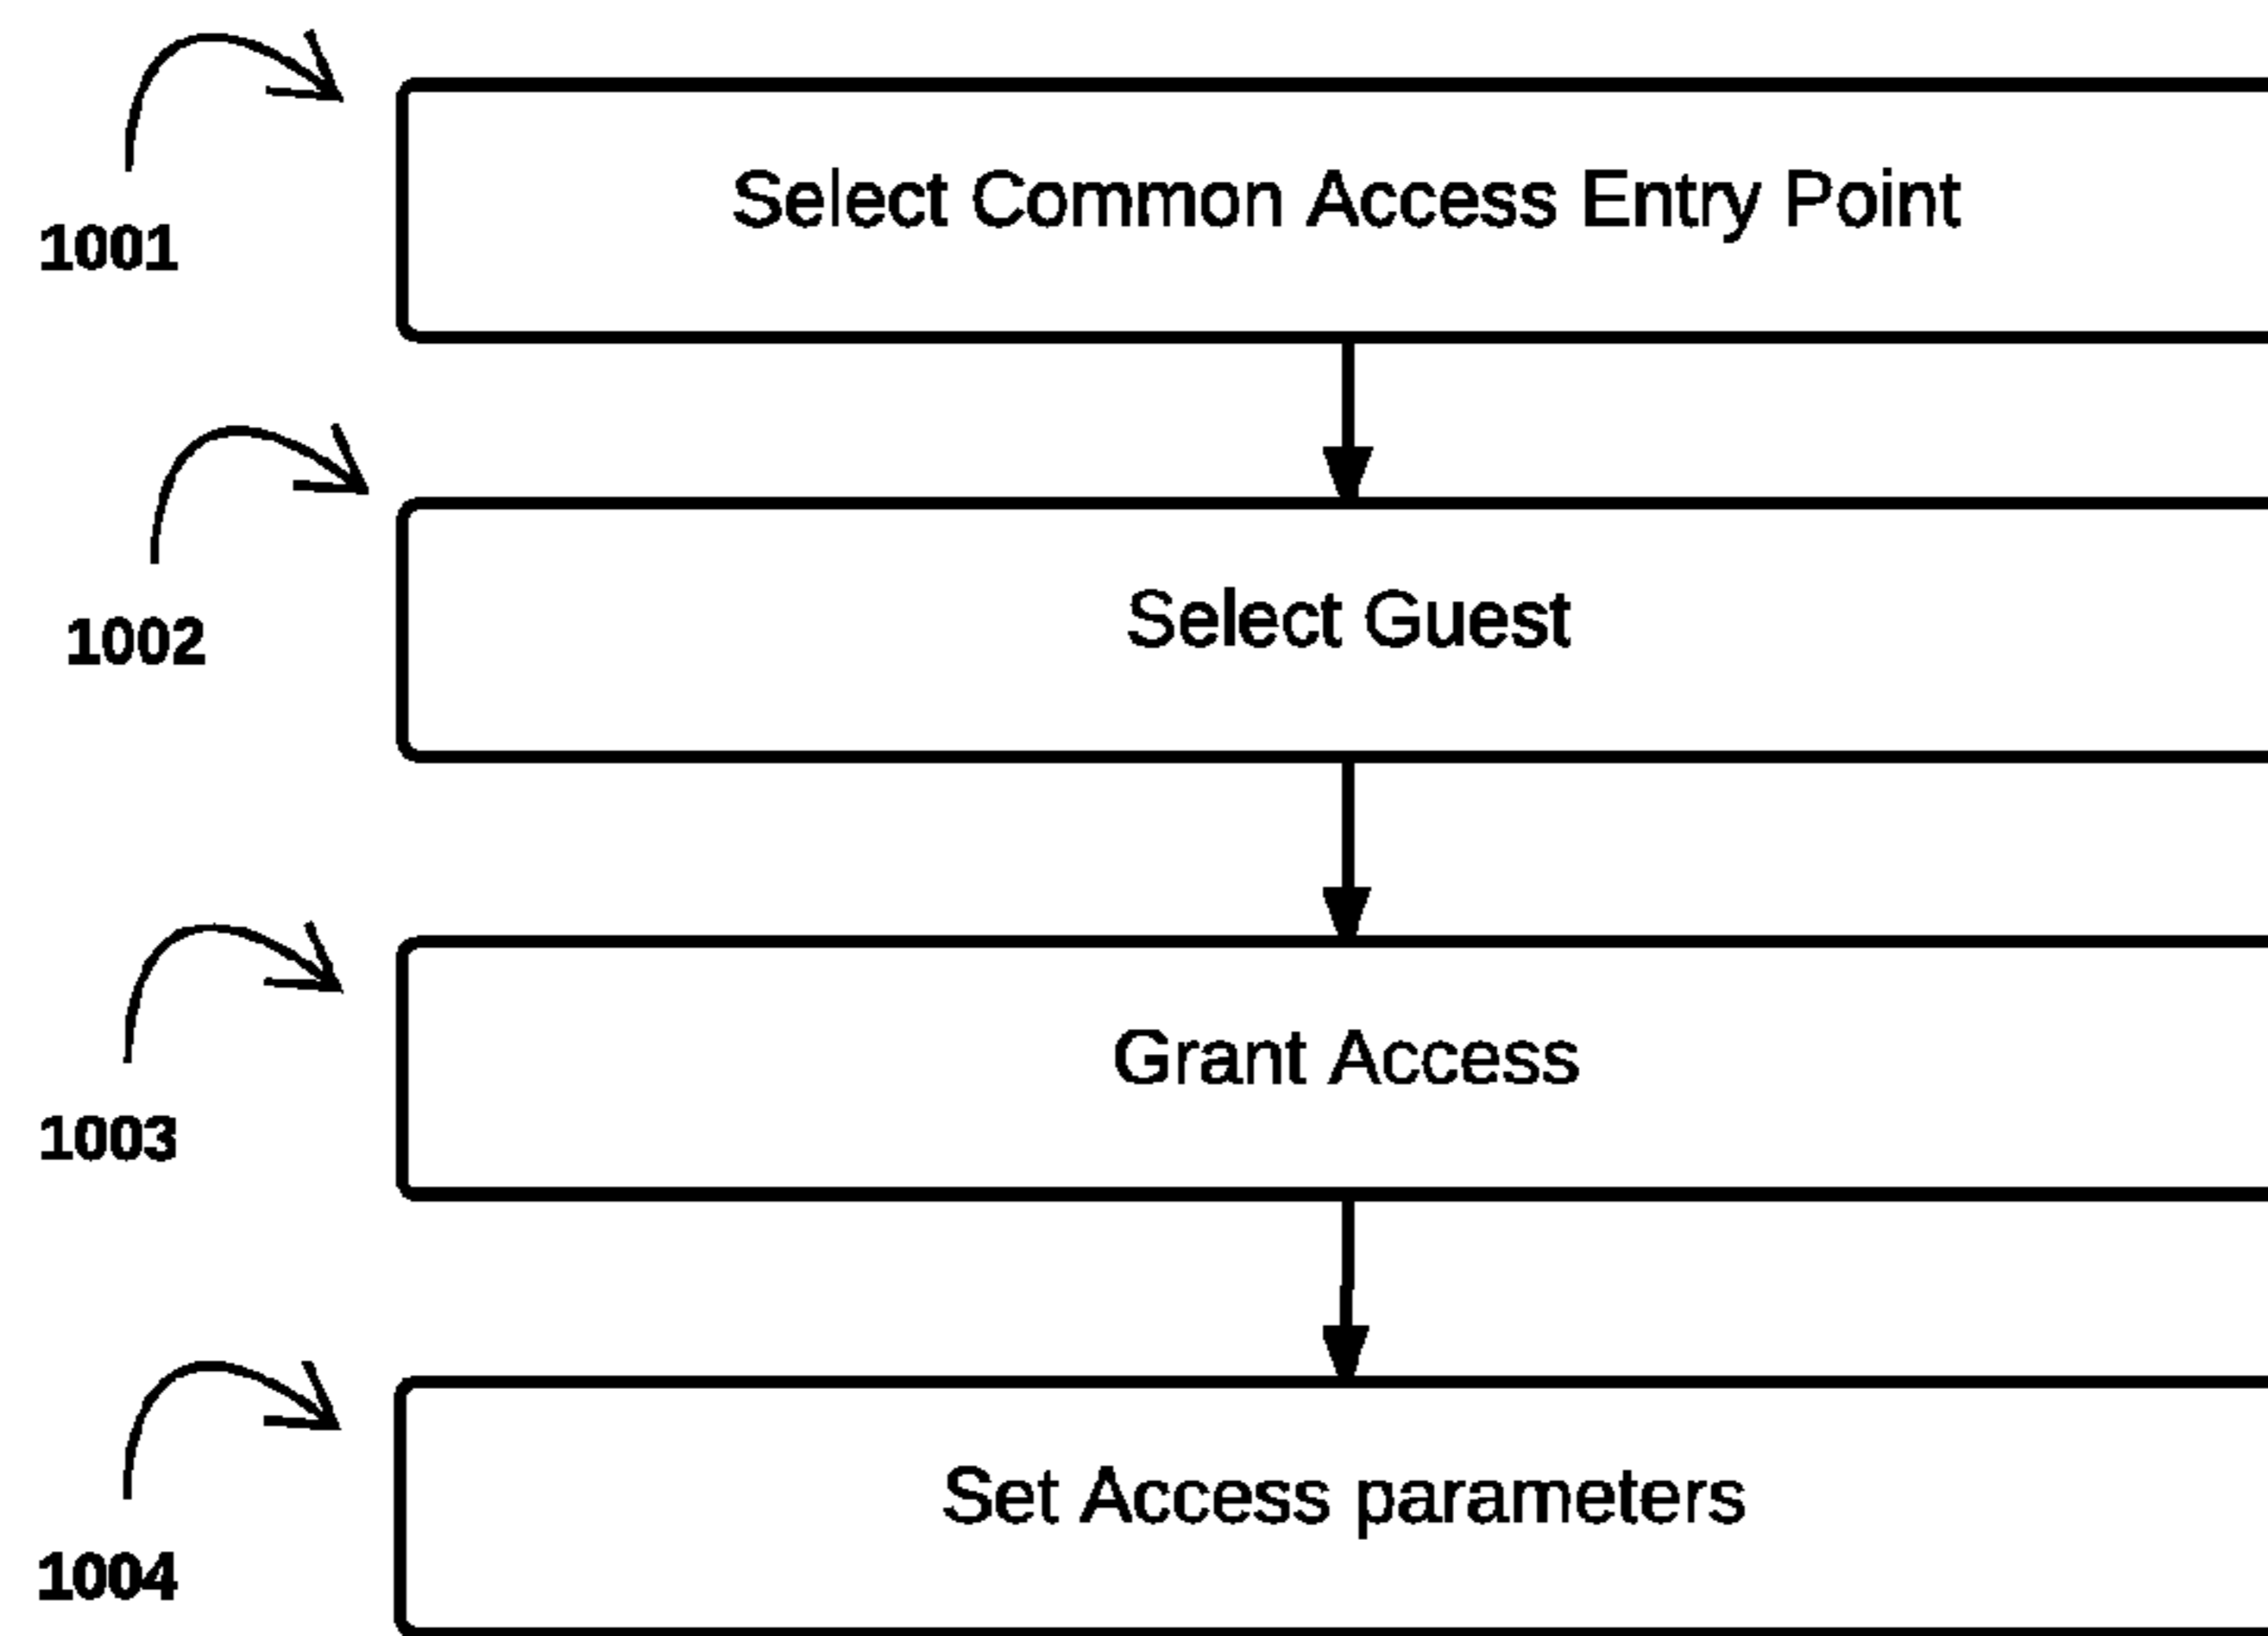 Select Common Access Entry Point
1001
Select Guest
1002
Grant Access
1003
Set Access parameters
1004